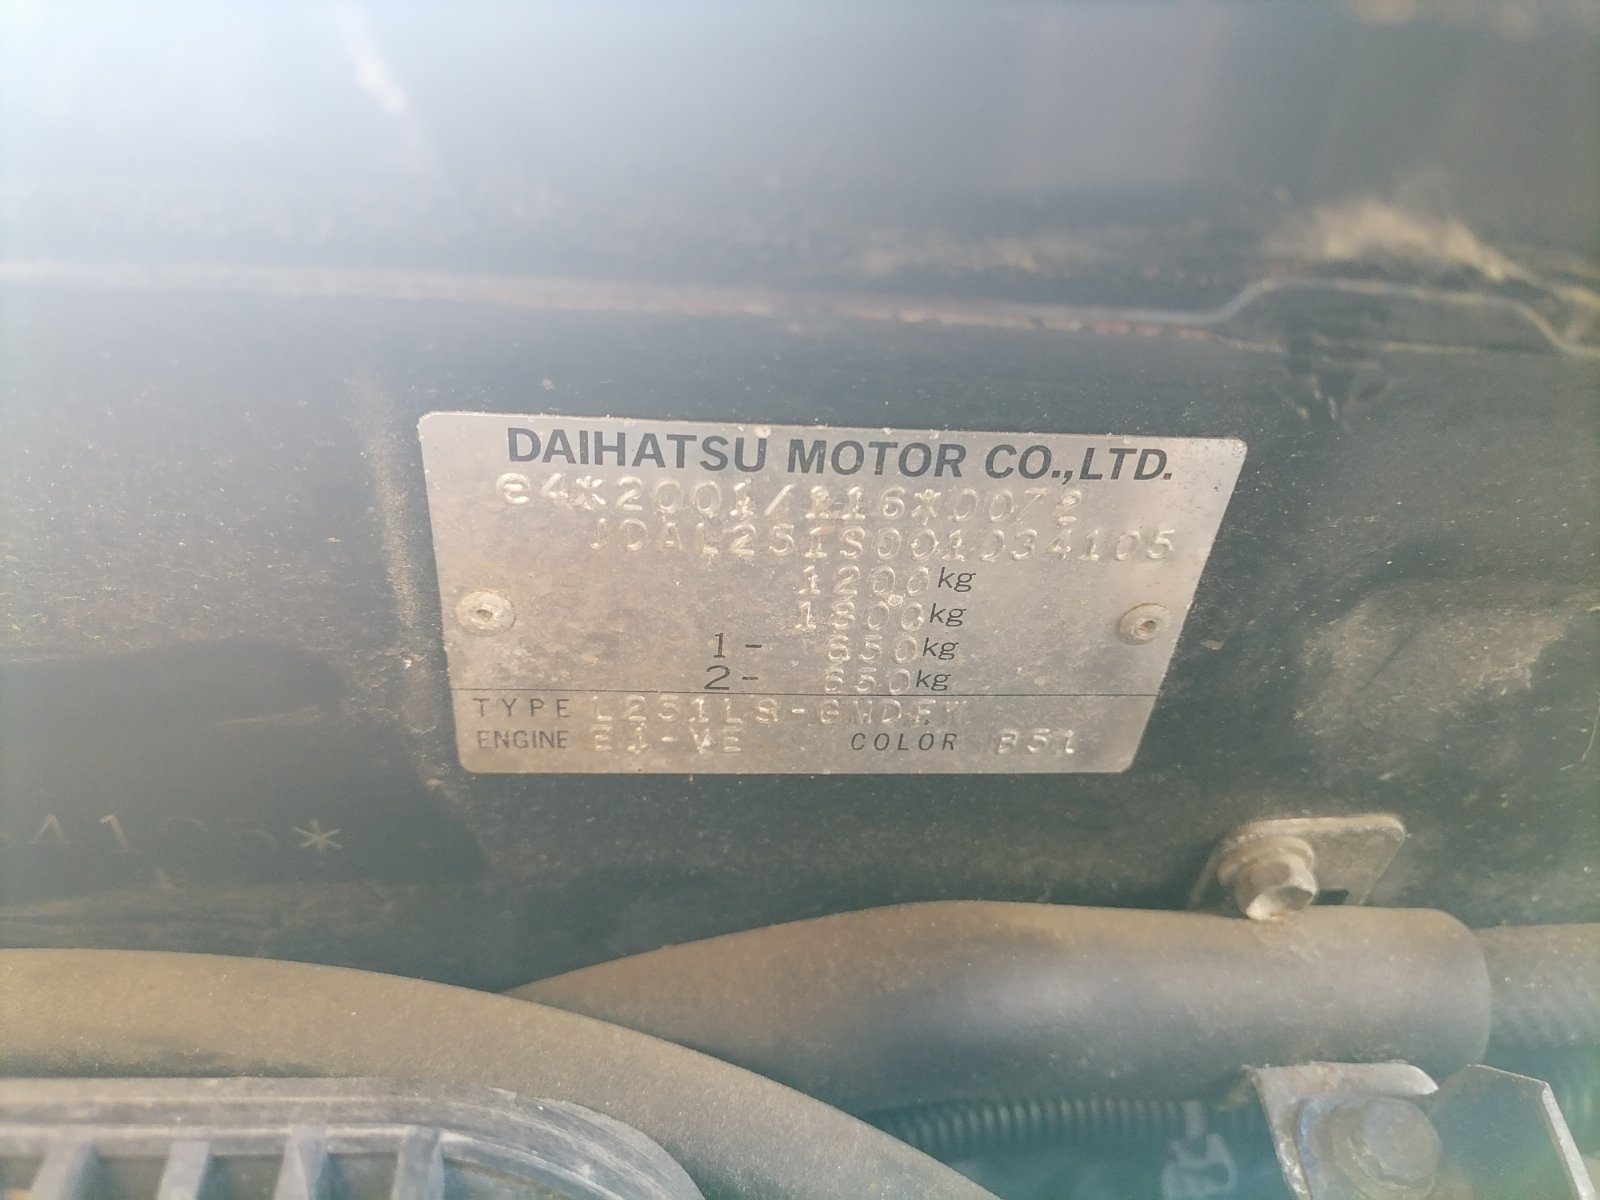 DAIHATSU MOTOR CO.,LTD.
e4*2001/116*0072
JDAL251S001034105
1200kg
1800kg
1- 650kg
2- 650kg
TYPE L251LS-GMDFW
ENGINE EJ-VE COLOR B51
*